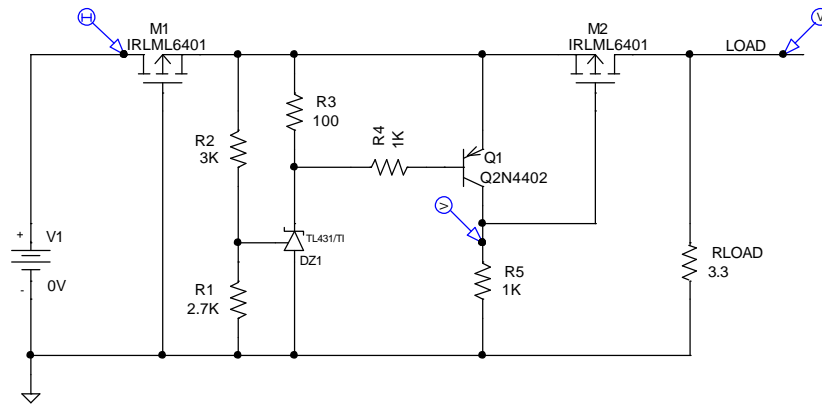 M1
IRLML6401
M2
IRLML6401
I
V
LOAD
R3
100
R2
3K
R4
1K
Q1
Q2N4402
V
TL431/TI
DZ1
+
V1
-
0V
R1
2.7K
R5
1K
RLOAD
3.3